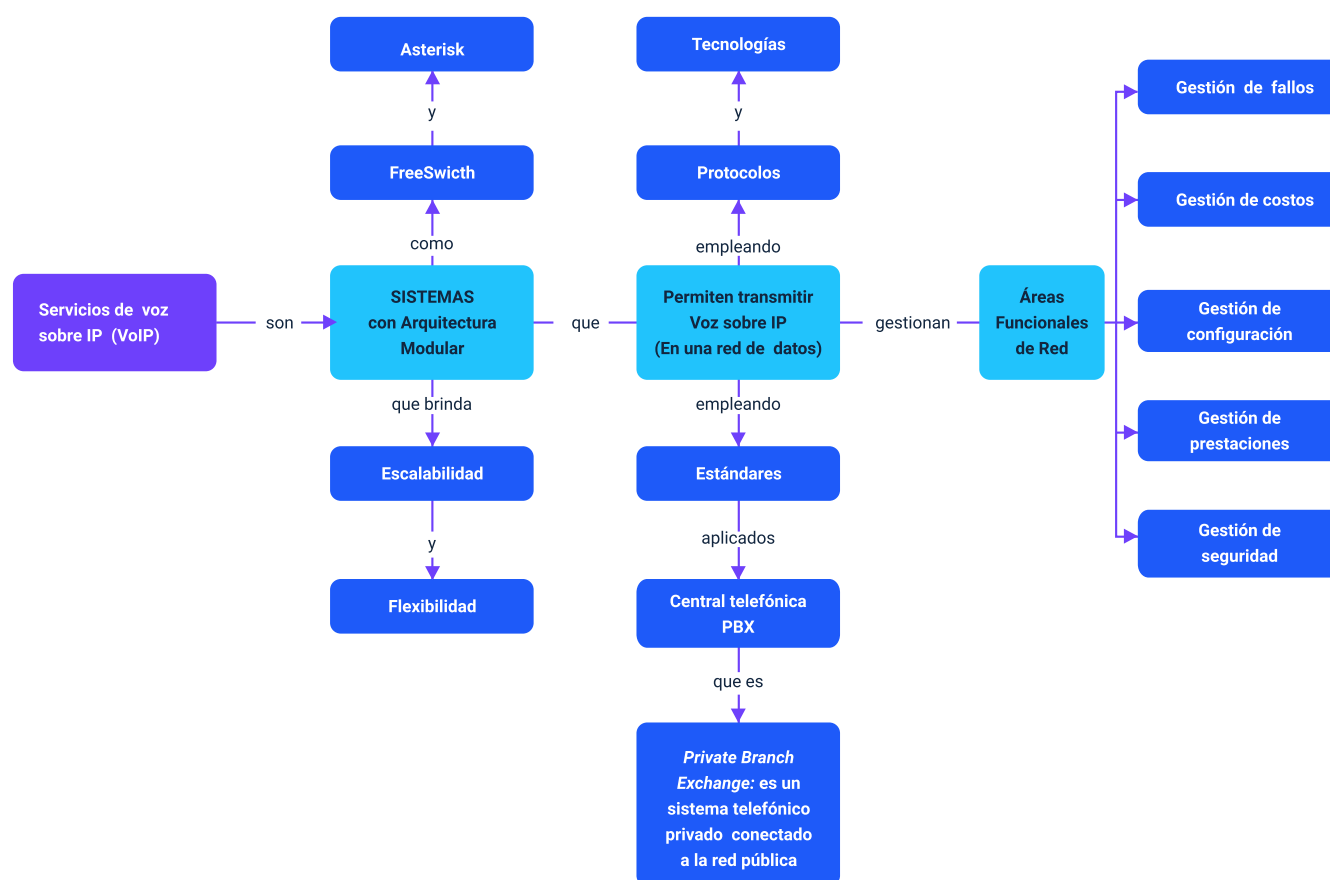 Servicios de voz
sobre IP (VoIP)
son
Asterisk
y
FreeSwicth
como
SISTEMAS
con Arquitectura
Modular
que brinda
Escalabilidad
y
Flexibilidad
que
Tecnologías
y
Protocolos
empleando
Permiten transmitir
Voz sobre IP
(En una red de datos)
empleando
Estándares
aplicados
Central telefónica
PBX
que es
Private Branch
Exchange: es un
sistema telefónico
privado conectado
a la red pública
gestionan
Áreas
Funcionales
de Red
Gestión de fallos
Gestión de costos
Gestión de
configuración
Gestión de
prestaciones
Gestión de
seguridad